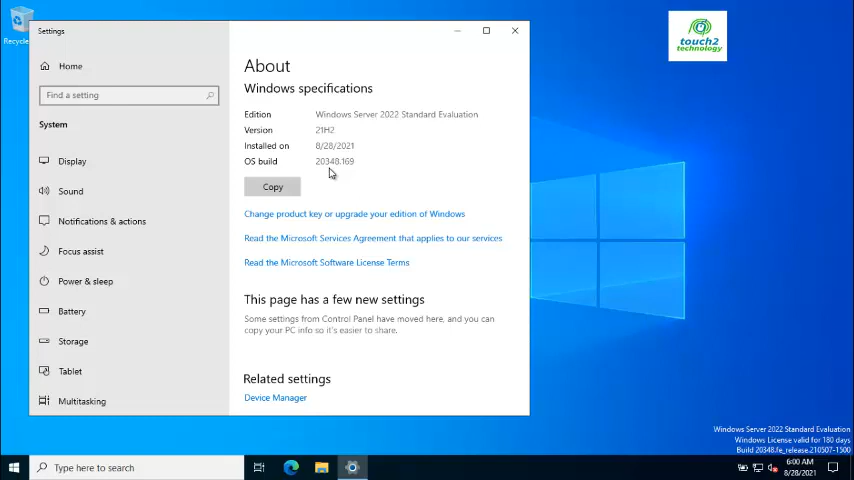 Recycle
Settings
touch2
technology
Home
Find a setting
System
Display
Sound
Notifications & actions
Focus assist
Power & sleep
Battery
Storage
Tablet
Multitasking
About
Windows specifications
Edition Windows Server 2022 Standard Evaluation
Version 21H2
Installed on 8/28/2021
OS build 20348.169
Copy
Change product key or upgrade your edition of Windows
Read the Microsoft Services Agreement that applies to our services
Read the Microsoft Software License Terms
This page has a few new settings
Some settings from Control Panel have moved here, and you can
copy your PC info so it's easier to share.
Related settings
Device Manager
Windows Server 2022 Standard Evaluation
Windows License valid for 180 days
Build 20348.fe_release.210507-1500
Type here to search
6:00 AM
8/28/2021